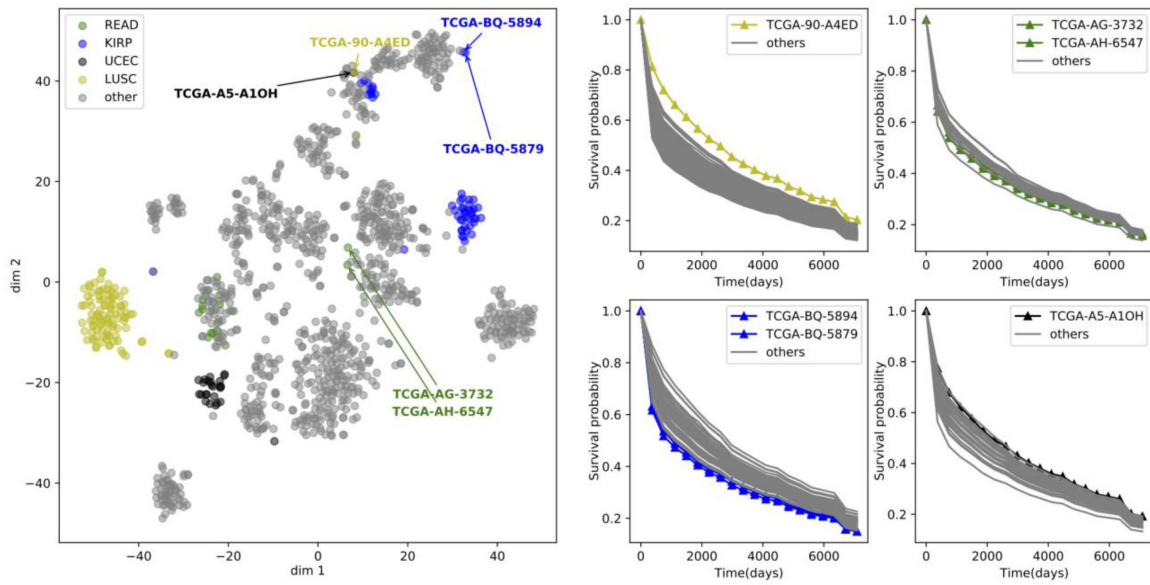 READ
KIRP
UCEC
LUSC
other
TCGA-BQ-5894
TCGA-90-A4ED
TCGA-A5-A1OH
TCGA-BQ-5879
TCGA-AG-3732
TCGA-AH-6547
40
20
0
−20
−40
dim 2
−40
−20
0
20
40
dim 1
TCGA-90-A4ED
others
1.0
0.8
0.6
0.4
0.2
Survival probability
0
2000
4000
6000
Time(days)
TCGA-AG-3732
TCGA-AH-6547
others
1.0
0.8
0.6
0.4
0.2
Survival probability
0
2000
4000
6000
Time(days)
TCGA-BQ-5894
TCGA-BQ-5879
others
1.0
0.8
0.6
0.4
0.2
Survival probability
0
2000
4000
6000
Time(days)
TCGA-A5-A1OH
others
1.0
0.8
0.6
0.4
0.2
Survival probability
0
2000
4000
6000
Time(days)